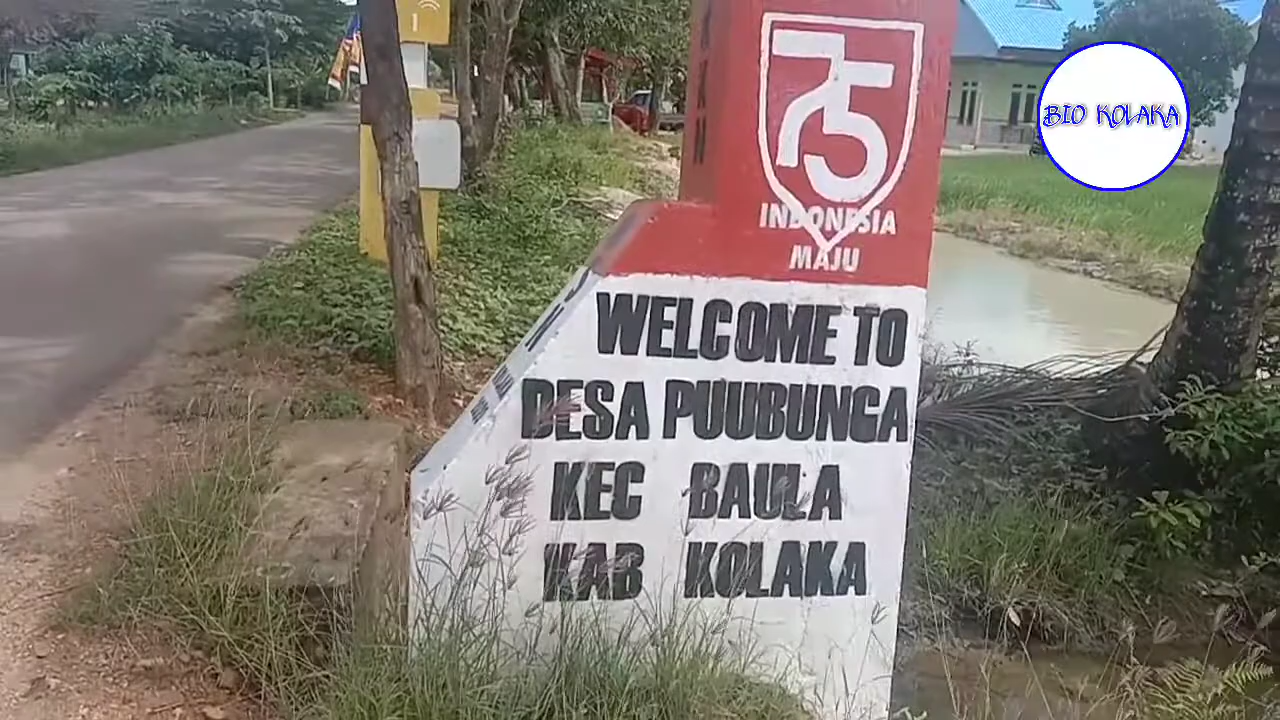 75
INDONESIA
MAJU
WELCOME TO
DESA PUUBUNGA
KEC BAULA
KAB KOLAKA
BIO KOLAKA